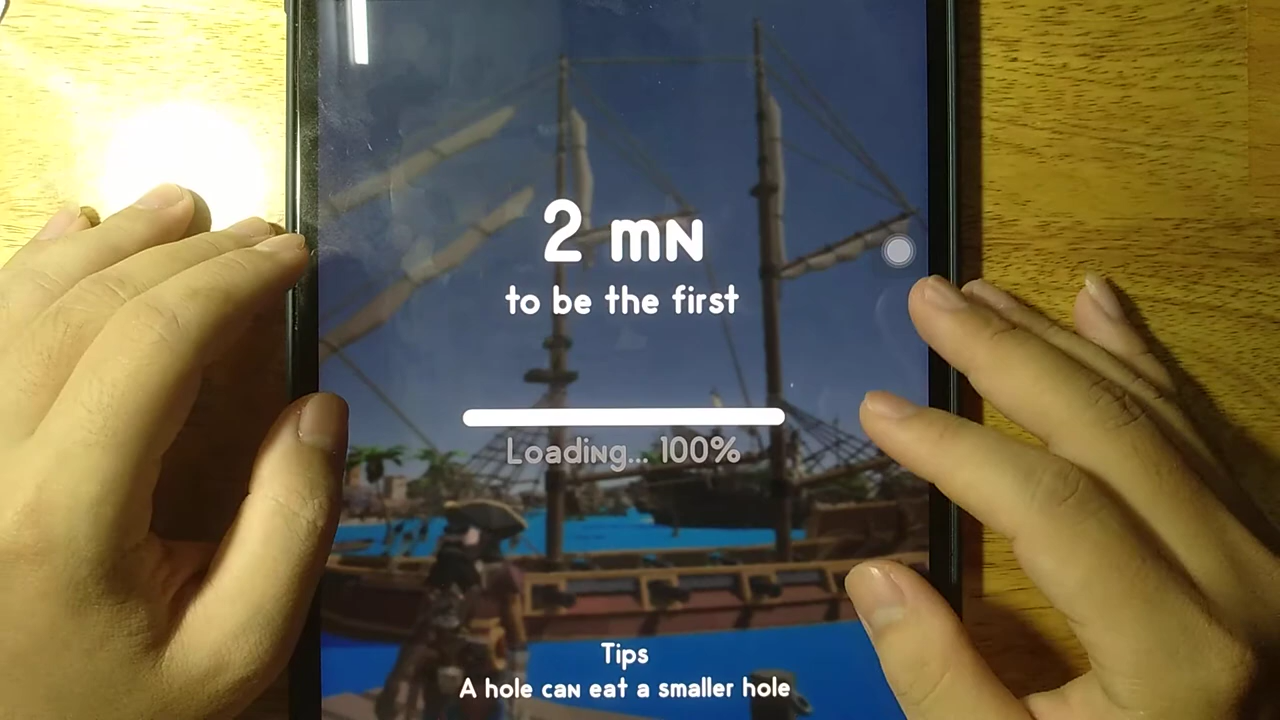 2 mn
to be the first
Loading... 100%
Tips
A hole can eat a smaller hole